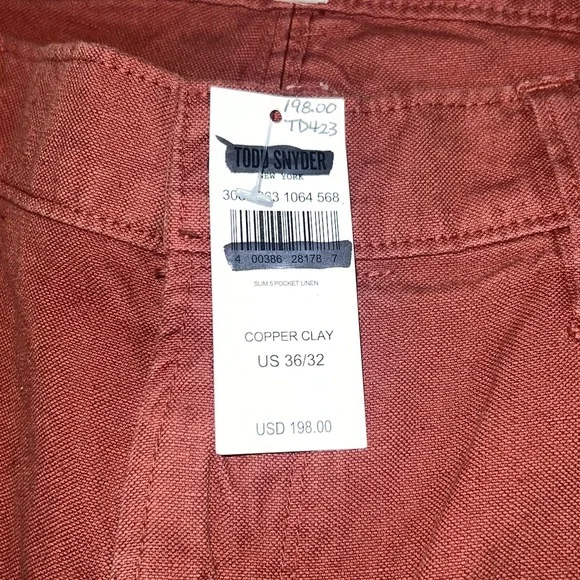 198.00
TD423
TODD SNYDER
NEW YORK
1064 568
4 00386 28178 7
SLIM 5 POCKET LINEN
COPPER CLAY
US 36/32
USD 198.00